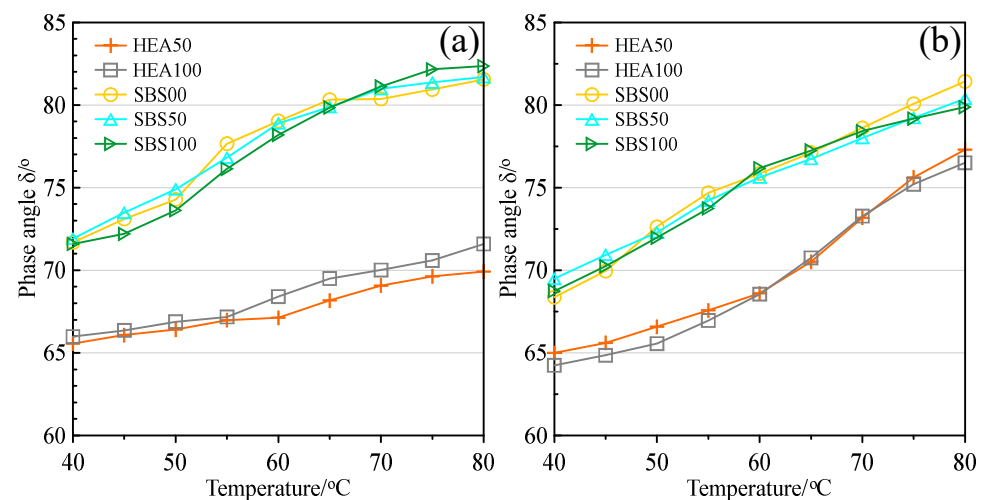 85
80
75
70
65
60
Phase angle δ/°
(a)
HEA50
HEA100
SBS00
SBS50
SBS100
40 50 60 70 80
Temperature/°C
85
80
75
70
65
60
Phase angle δ/°
(b)
HEA50
HEA100
SBS00
SBS50
SBS100
40 50 60 70 80
Temperature/°C